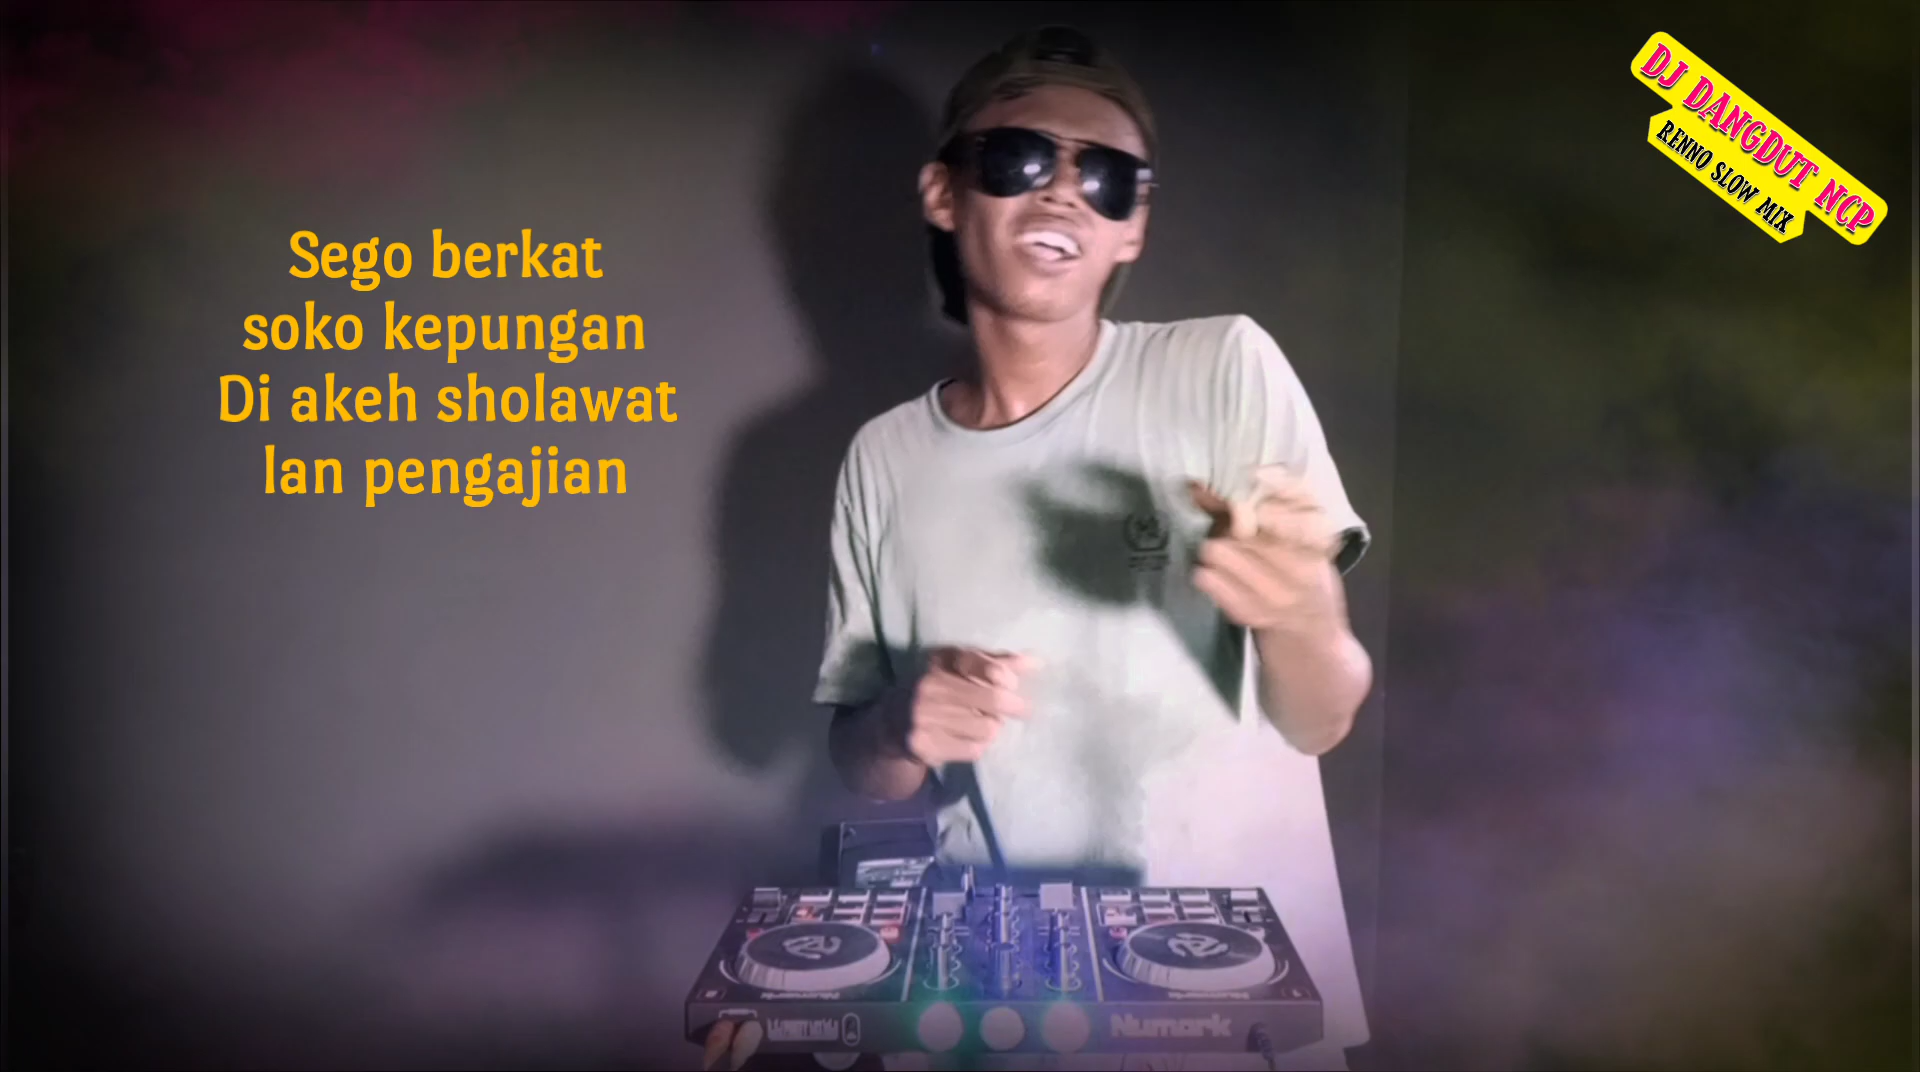 Sego berkat
soko kepungan
Di akeh sholawat
lan pengajian
DJ DANGDUT NCP
RENNO SLOW MIX
Numark